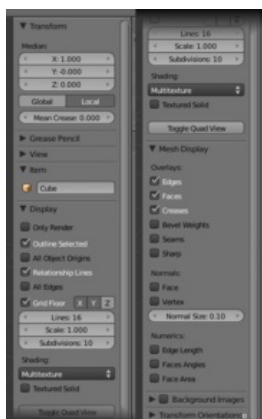 Transform
Median:
X: 1.000
Y: -0.000
Z: 0.000
Global Local
Mean Crease: 0.000
Grease Pencil
View
Item
Cube
Display
Only Render
Outline Selected
All Object Origins
Relationship Lines
All Edges
Grid Floor X Y Z
Lines: 16
Scale: 1.000
Subdivisions: 10
Shading:
Multitexture
Textured Solid
Toggle Quad View
Lines: 16
Scale: 1.000
Subdivisions: 10
Shading:
Multitexture
Textured Solid
Toggle Quad View
Mesh Display
Overlays:
Edges
Faces
Creases
Bevel Weights
Seams
Sharp
Normals:
Face
Vertex
Normal Size: 0.10
Numerics:
Edge Length
Faces Angles
Face Area
Background Images
Transform Orientations